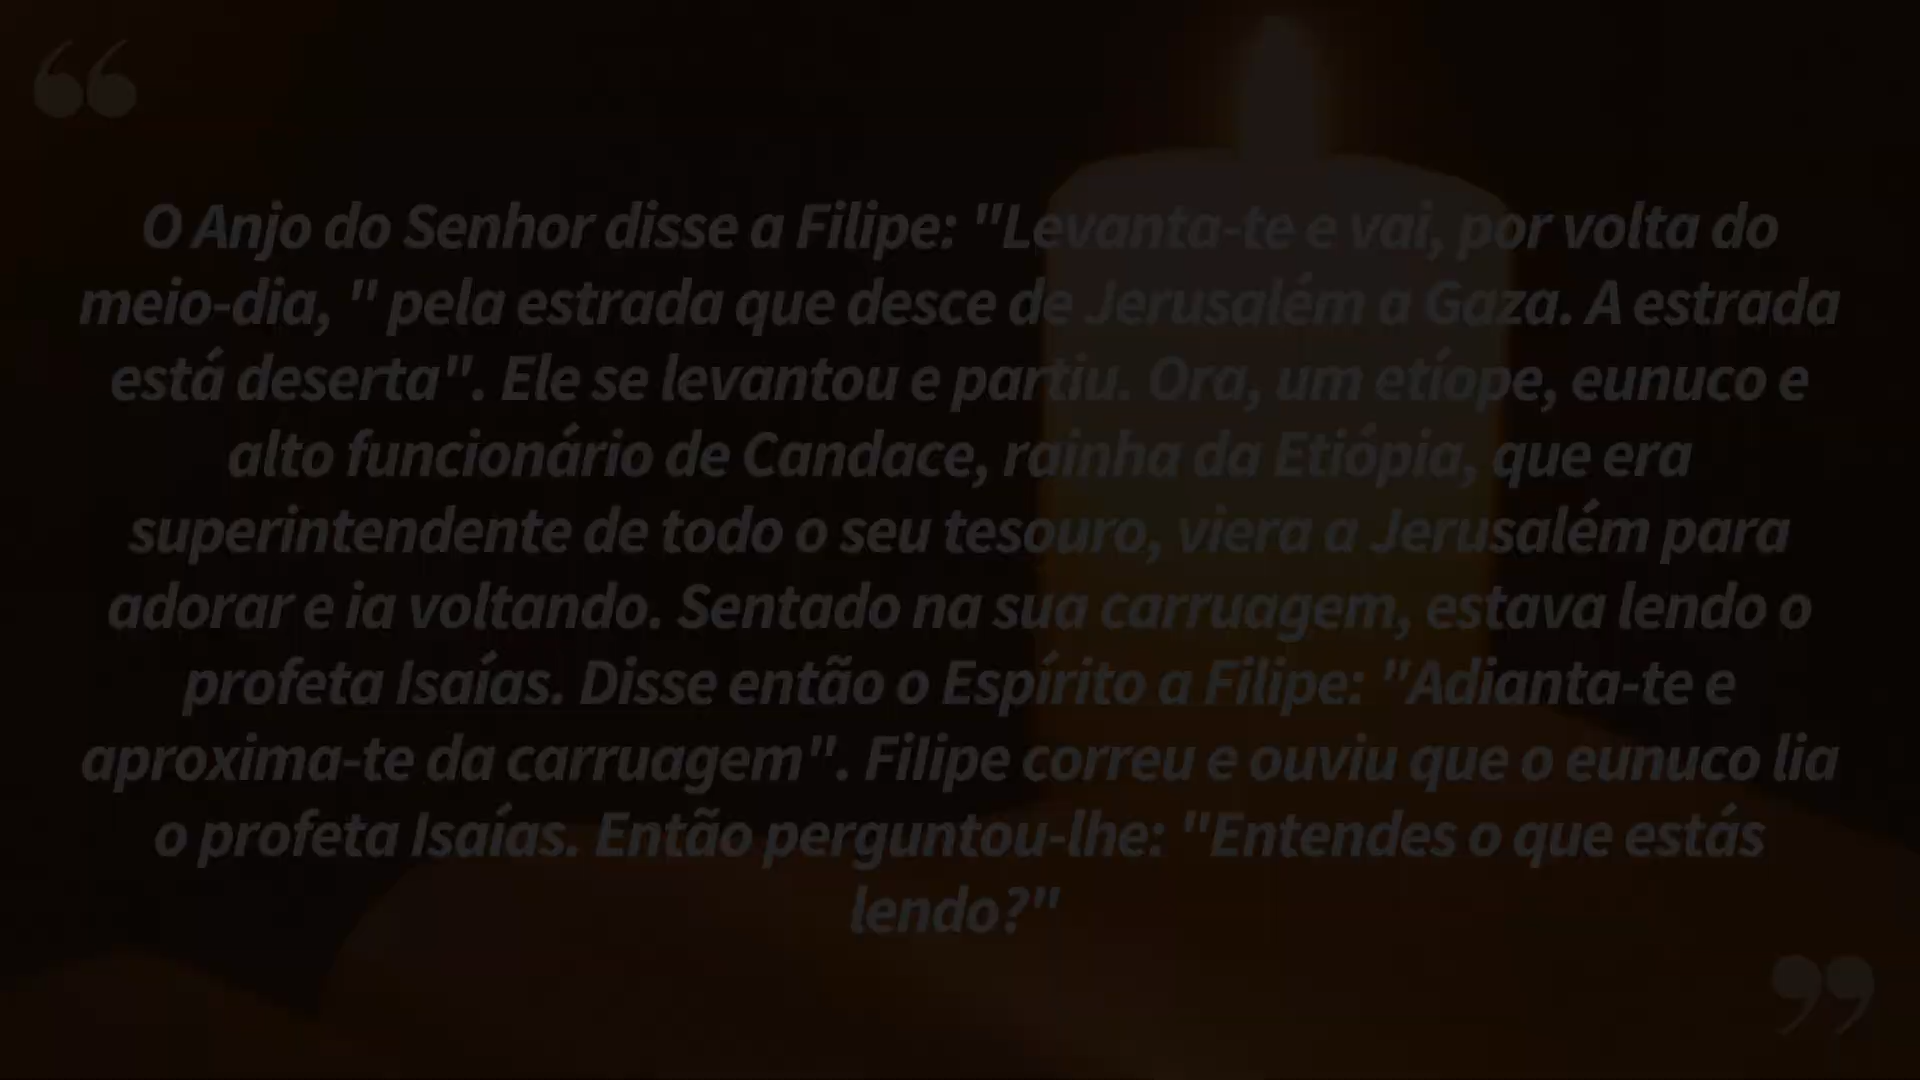 “
O Anjo do Senhor disse a Filipe: "Levanta-te e vai, por volta do
meio-dia, " pela estrada que desce de Jerusalém a Gaza. A estrada
está deserta". Ele se levantou e partiu. Ora, um etíope, eunuco e
alto funcionário de Candace, rainha da Etiópia, que era
superintendente de todo o seu tesouro, viera a Jerusalém para
adorar e ia voltando. Sentado na sua carruagem, estava lendo o
profeta Isaías. Disse então o Espírito a Filipe: "Adianta-te e
aproxima-te da carruagem". Filipe correu e ouviu que o eunuco lia
o profeta Isaías. Então perguntou-lhe: "Entendes o que estás
lendo?"
”